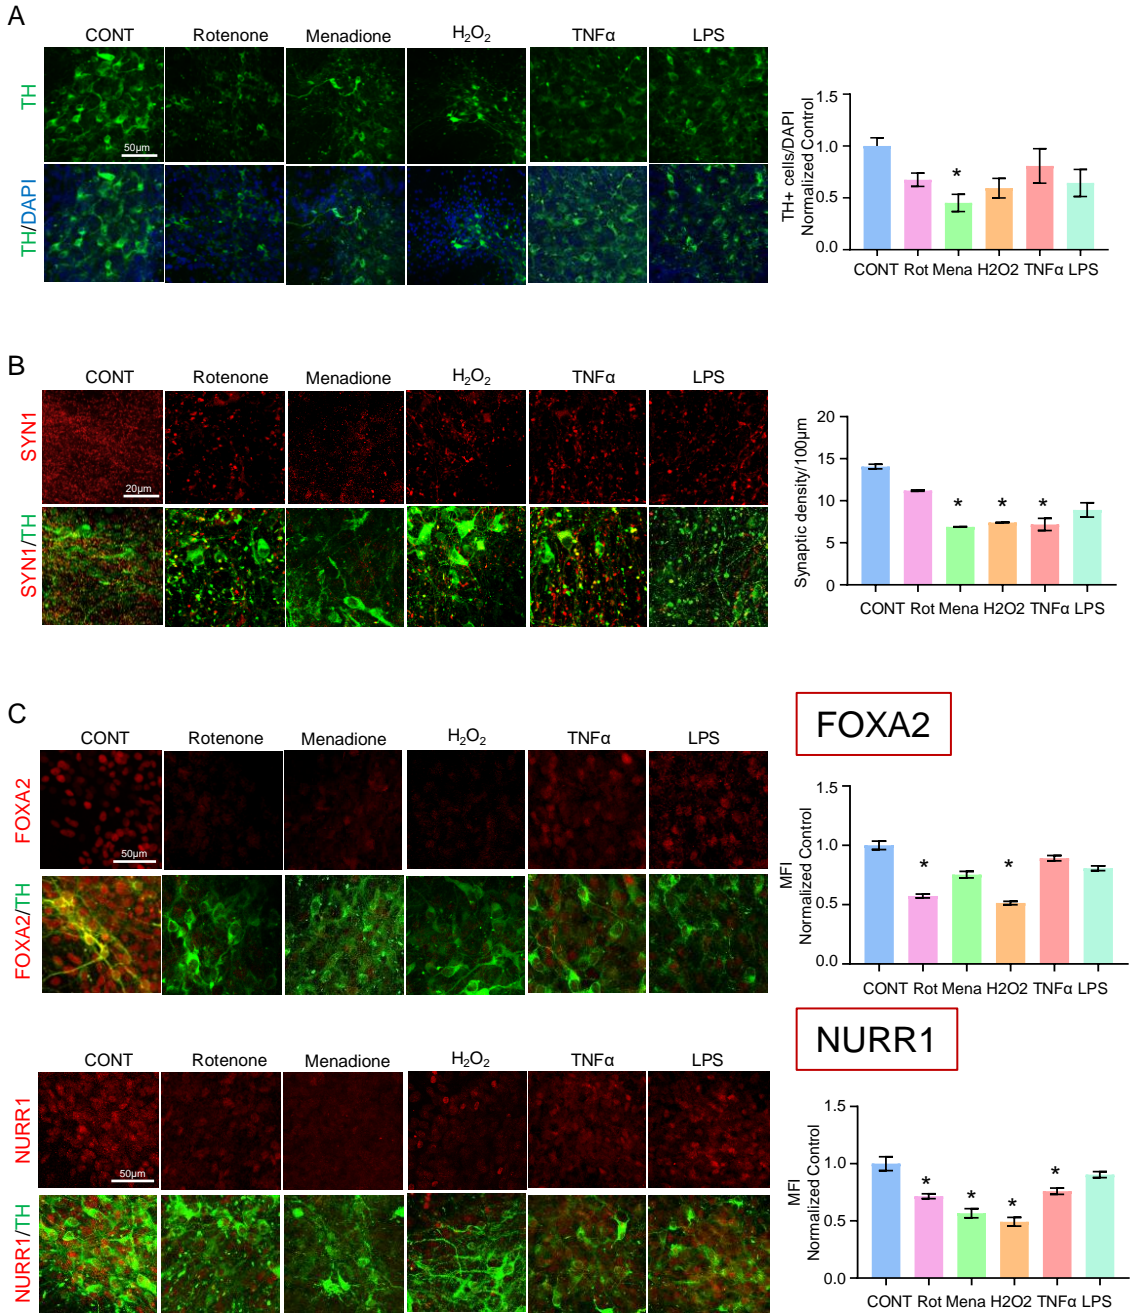 A
CONT Rotenone Menadione H₂O₂ TNFα LPS
TH
50µm
TH/DAPI
TH+ cells/DAPI
Normalized Control
1.5
1.0
0.5
0.0
*
CONT Rot Mena H2O2 TNFα LPS
B
CONT Rotenone Menadione H₂O₂ TNFα LPS
SYN1
20µm
SYN1/TH
Synaptic density/100µm
20
15
10
5
0
* * *
CONT Rot Mena H2O2 TNFα LPS
C
CONT Rotenone Menadione H₂O₂ TNFα LPS
FOXA2
50µm
FOXA2/TH
FOXA2
MFI
Normalized Control
1.5
1.0
0.5
0.0
* *
CONT Rot Mena H2O2 TNFα LPS
CONT Rotenone Menadione H₂O₂ TNFα LPS
NURR1
50µm
NURR1/TH
NURR1
MFI
Normalized Control
1.5
1.0
0.5
0.0
* * * *
CONT Rot Mena H2O2 TNFα LPS